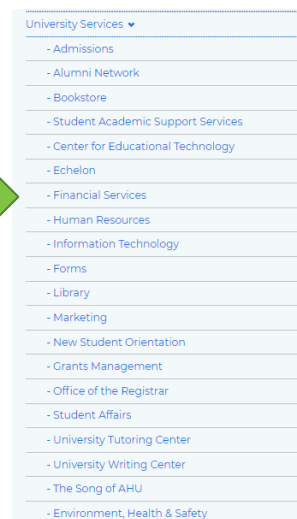 University Services
- Admissions
- Alumni Network
- Bookstore
- Student Academic Support Services
- Center for Educational Technology
- Echelon
- Financial Services
- Human Resources
- Information Technology
- Forms
- Library
- Marketing
- New Student Orientation
- Grants Management
- Office of the Registrar
- Student Affairs
- University Tutoring Center
- University Writing Center
- The Song of AHU
- Environment, Health & Safety